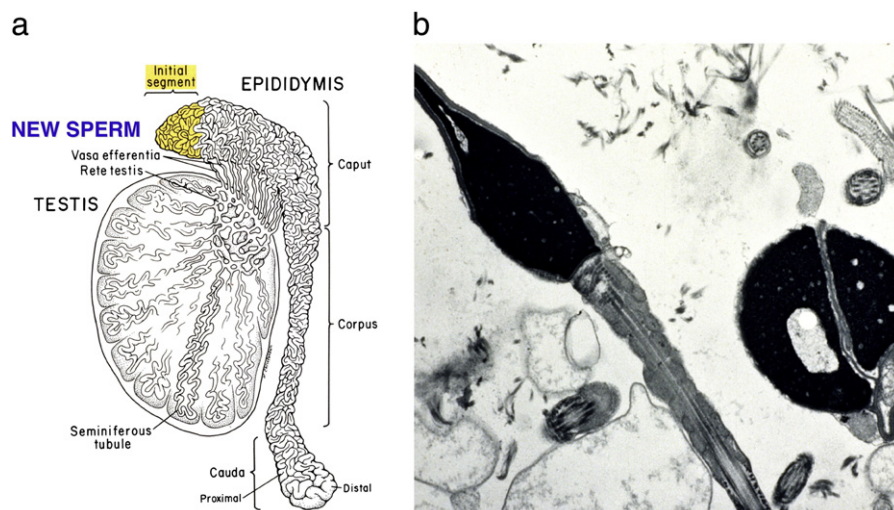 a
b
Initial
segment
EPIDIDYMIS
NEW SPERM
Vasa efferentia
Rete testis
Caput
TESTIS
Corpus
Seminiferous
tubule
Cauda
Proximal
Distal